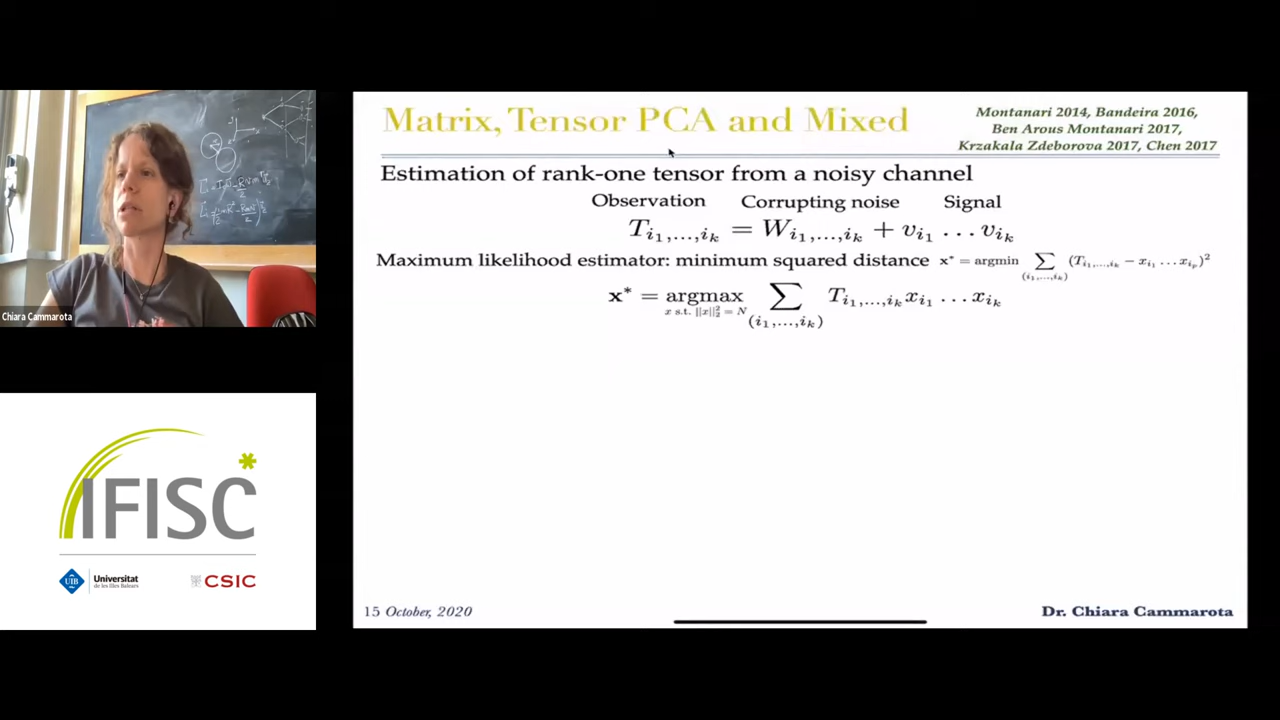 Chiara Cammarota
IFISC
UIB Universitat
de les Illes Balears
CSIC
Matrix, Tensor PCA and Mixed
Montanari 2014, Bandeira 2016,
Ben Arous Montanari 2017,
Krzakala Zdeborova 2017, Chen 2017
Estimation of rank-one tensor from a noisy channel
Observation Corrupting noise Signal
T_{i_1,...,i_k} = W_{i_1,...,i_k} + v_{i_1} ... v_{i_k}
Maximum likelihood estimator: minimum squared distance x* = argmin ∑_{(i_1,...,i_k)} (T_{i_1,...,i_k} − x_{i_1} ... x_{i_p})²
x* = argmax_{x s.t. ||x||_2^2 = N} ∑_{(i_1,...,i_k)} T_{i_1,...,i_k} x_{i_1} ... x_{i_k}
15 October, 2020
Dr. Chiara Cammarota